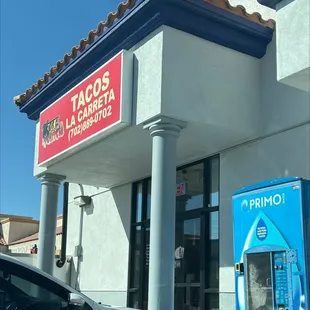 TACOS
LA CARRETA
(702)889-0702
PRIMO